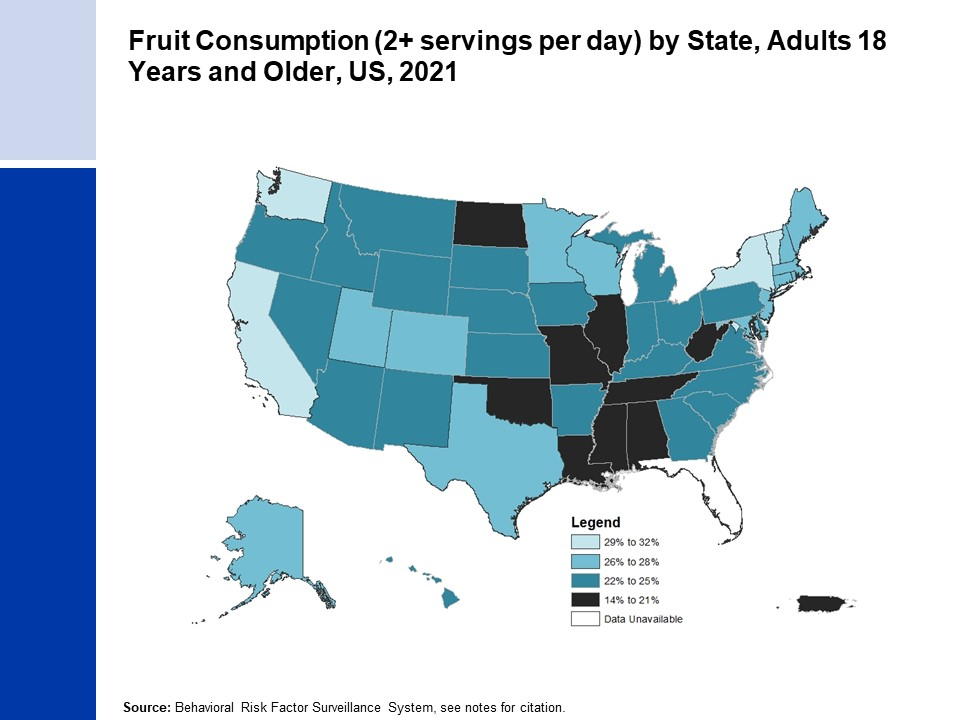 Fruit Consumption (2+ servings per day) by State, Adults 18
Years and Older, US, 2021
Legend
29% to 32%
26% to 28%
22% to 25%
14% to 21%
Data Unavailable
Source: Behavioral Risk Factor Surveillance System, see notes for citation.